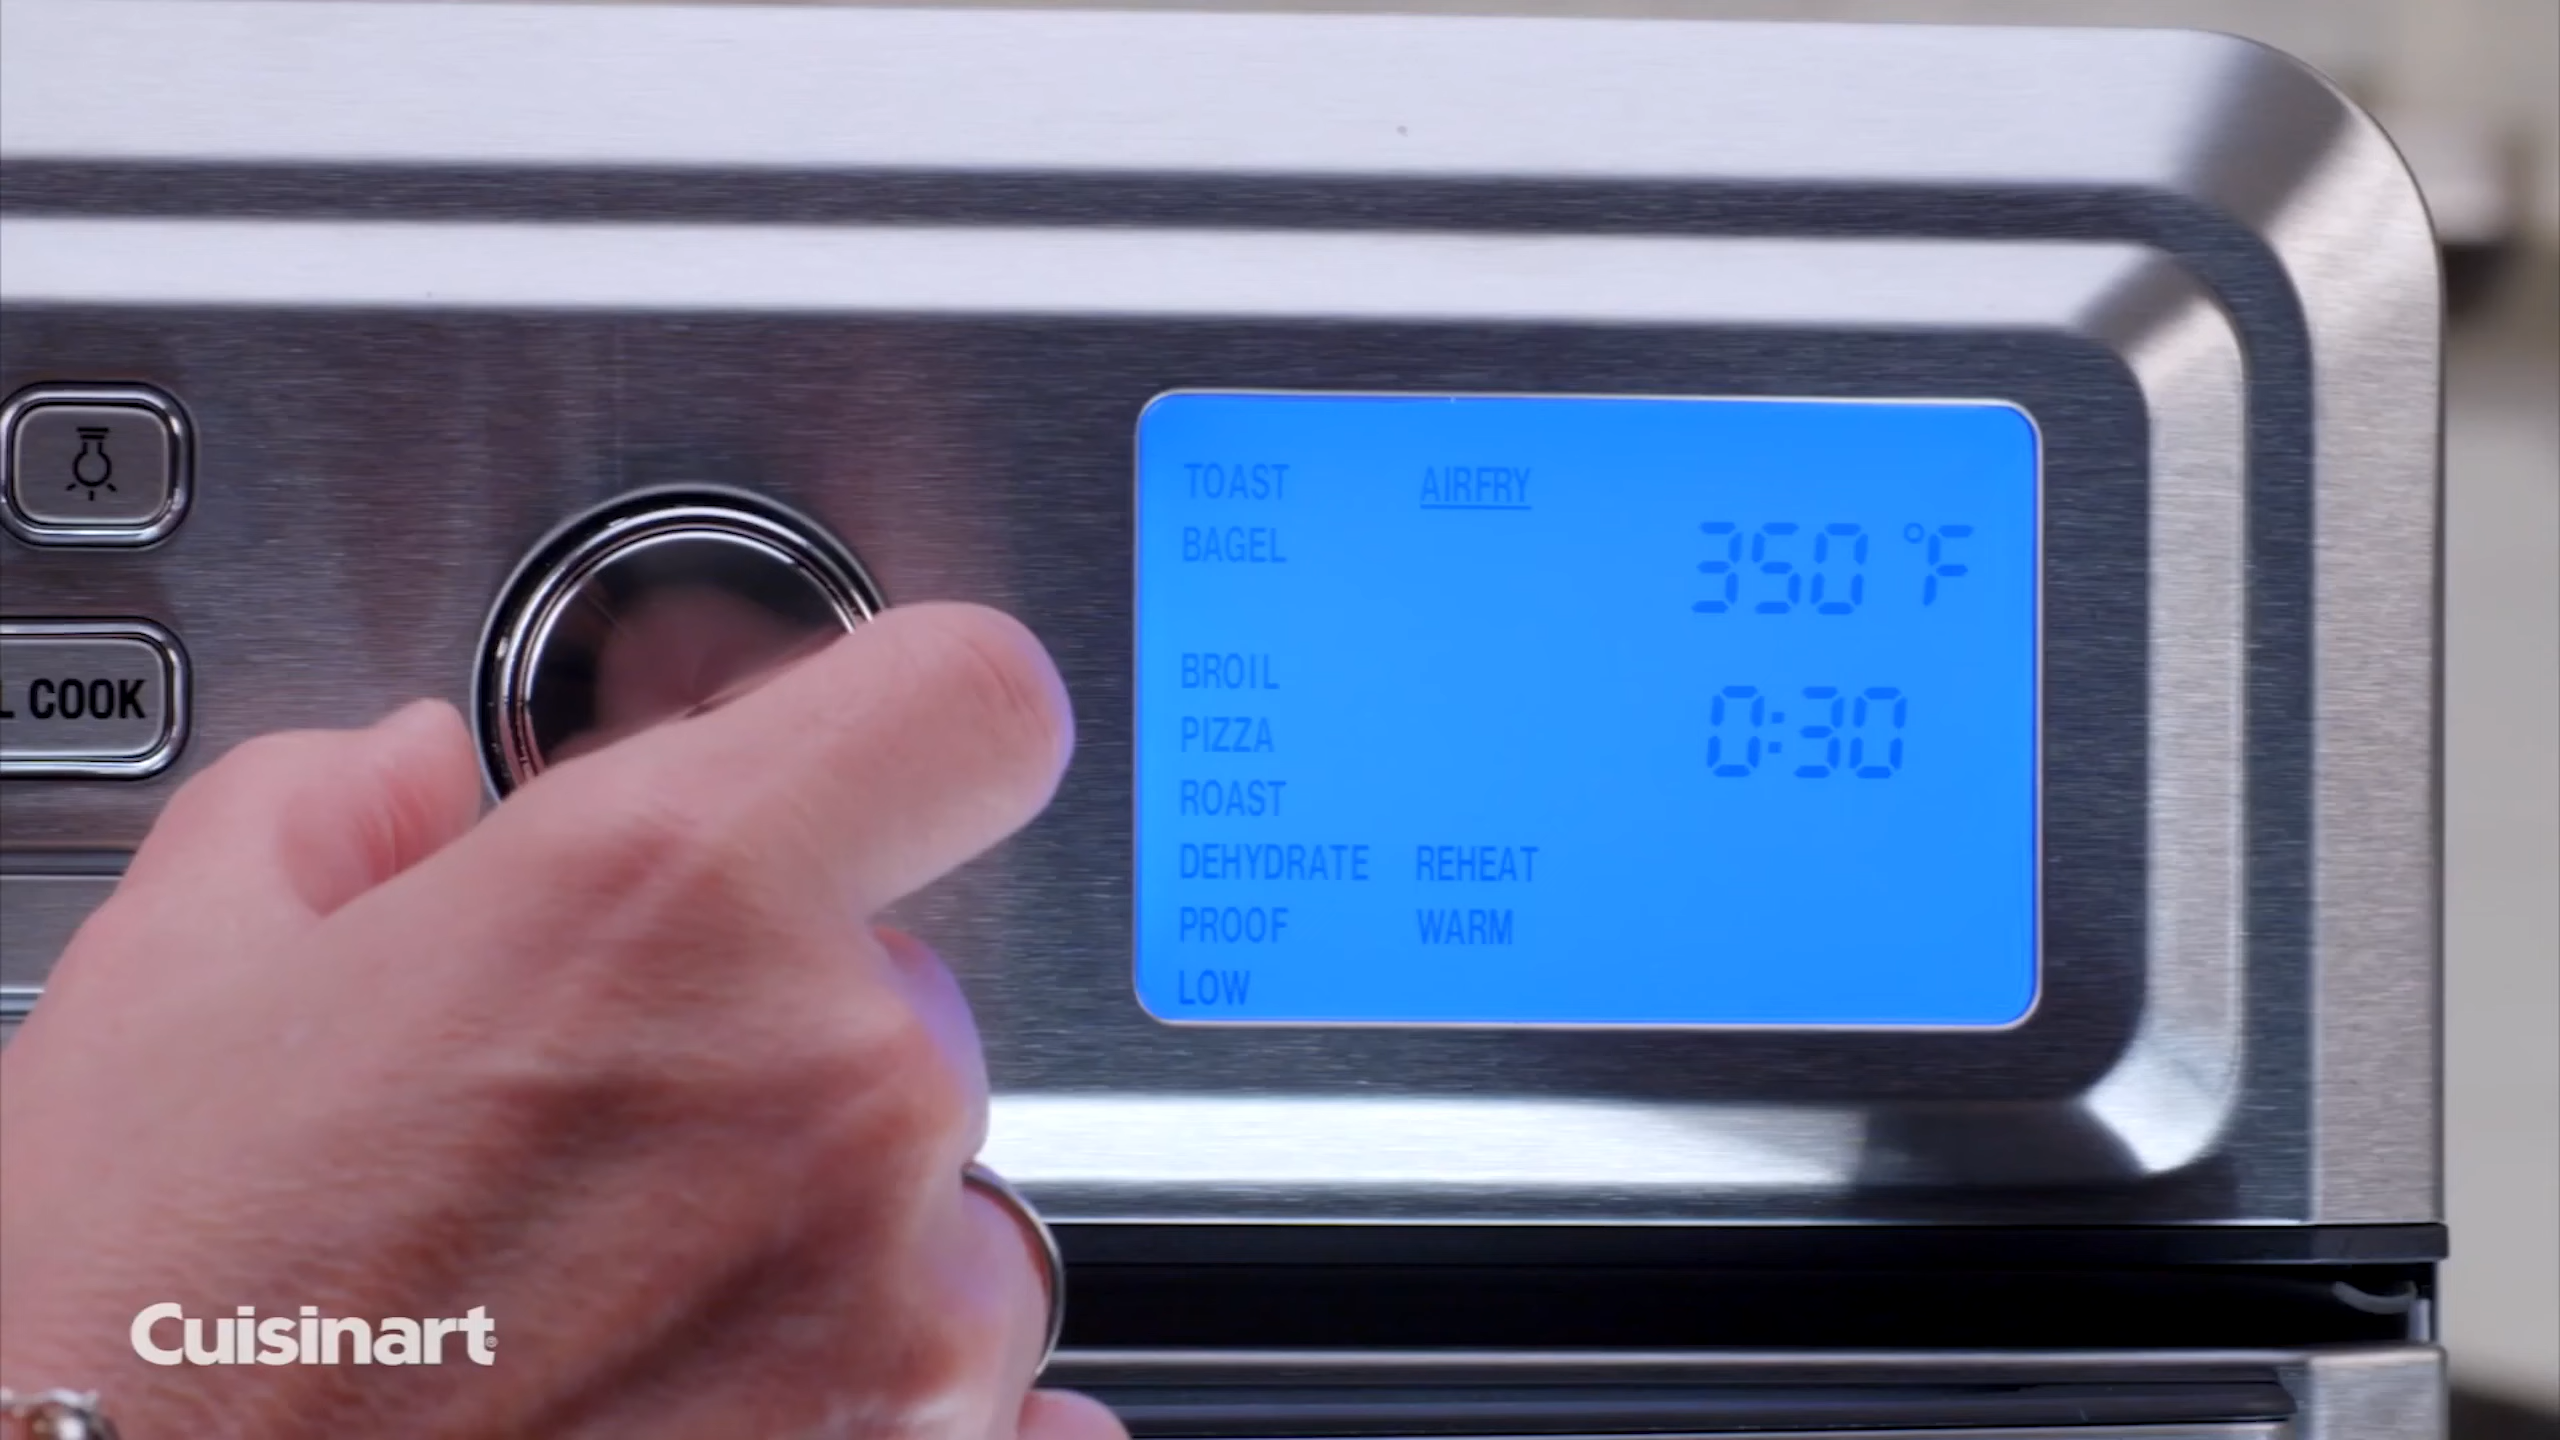 TOAST AIRFRY
BAGEL
350 °F
BROIL
L COOK
PIZZA
0:30
ROAST
DEHYDRATE REHEAT
PROOF WARM
LOW
Cuisinart®